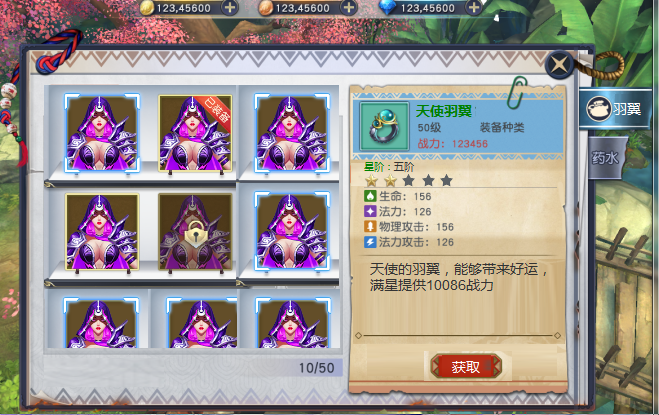 123,45600 123,45600 123,45600
已装备
天使羽翼
50级 装备种类
战力：123456
星阶：五阶
生命：156
法力：126
物理攻击：156
法力攻击：126
天使的羽翼，能够带来好运，
满星提供10086战力
获取
10/50
羽翼
药水